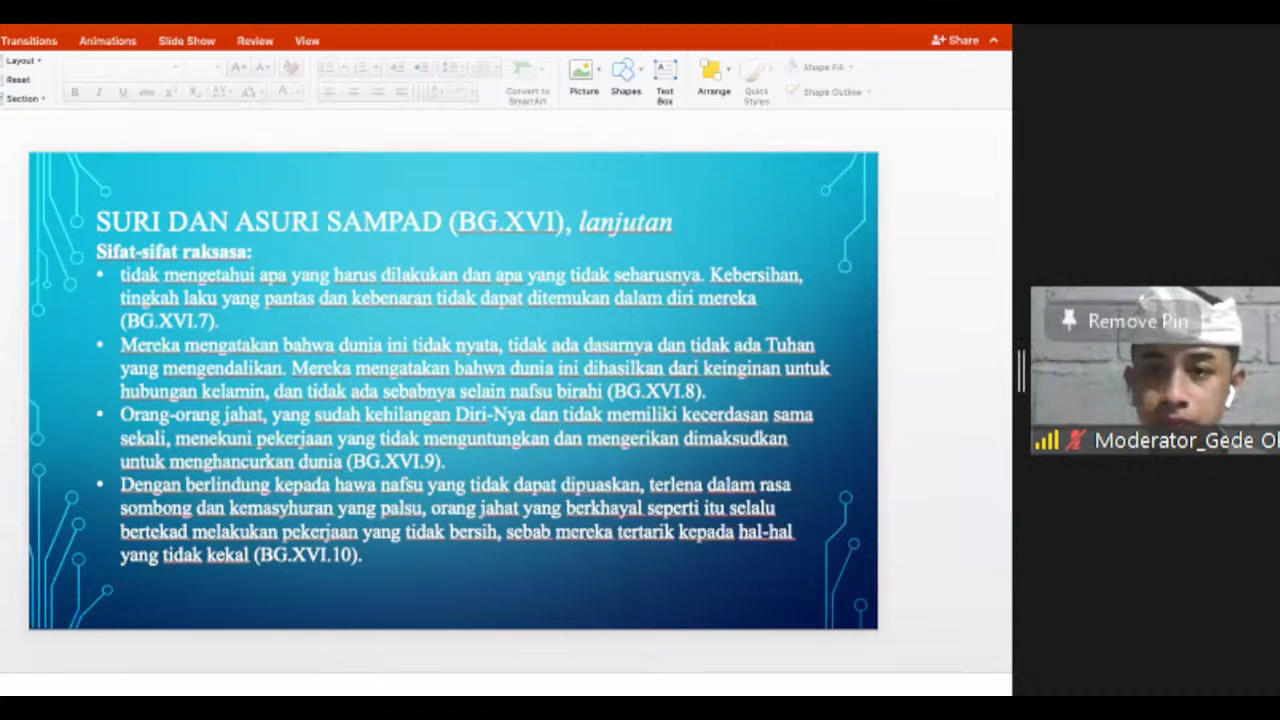 Transitions Animations Slide Show Review View Share
Layout
Reset
Section
B I U abc
Convert to
SmartArt
Picture
Shapes
Text
Box
Arrange
Quick
Styles
Shape Fill
Shape Outline
SURI DAN ASURI SAMPAD (BG.XVI), lanjutan
Sifat-sifat raksasa:
• tidak mengetahui apa yang harus dilakukan dan apa yang tidak seharusnya. Kebersihan,
tingkah laku yang pantas dan kebenaran tidak dapat ditemukan dalam diri mereka
(BG.XVI.7).
• Mereka mengatakan bahwa dunia ini tidak nyata, tidak ada dasarnya dan tidak ada Tuhan
yang mengendalikan. Mereka mengatakan bahwa dunia ini dihasilkan dari keinginan untuk
hubungan kelamin, dan tidak ada sebabnya selain nafsu birahi (BG.XVI.8).
• Orang-orang jahat, yang sudah kehilangan Diri-Nya dan tidak memiliki kecerdasan sama
sekali, menekuni pekerjaan yang tidak menguntungkan dan mengerikan dimaksudkan
untuk menghancurkan dunia (BG.XVI.9).
• Dengan berlindung kepada hawa nafsu yang tidak dapat dipuaskan, terlena dalam rasa
sombong dan kemasyhuran yang palsu, orang jahat yang berkhayal seperti itu selalu
bertekad melakukan pekerjaan yang tidak bersih, sebab mereka tertarik kepada hal-hal
yang tidak kekal (BG.XVI.10).
Remove Pin
Moderator_Gede Ol